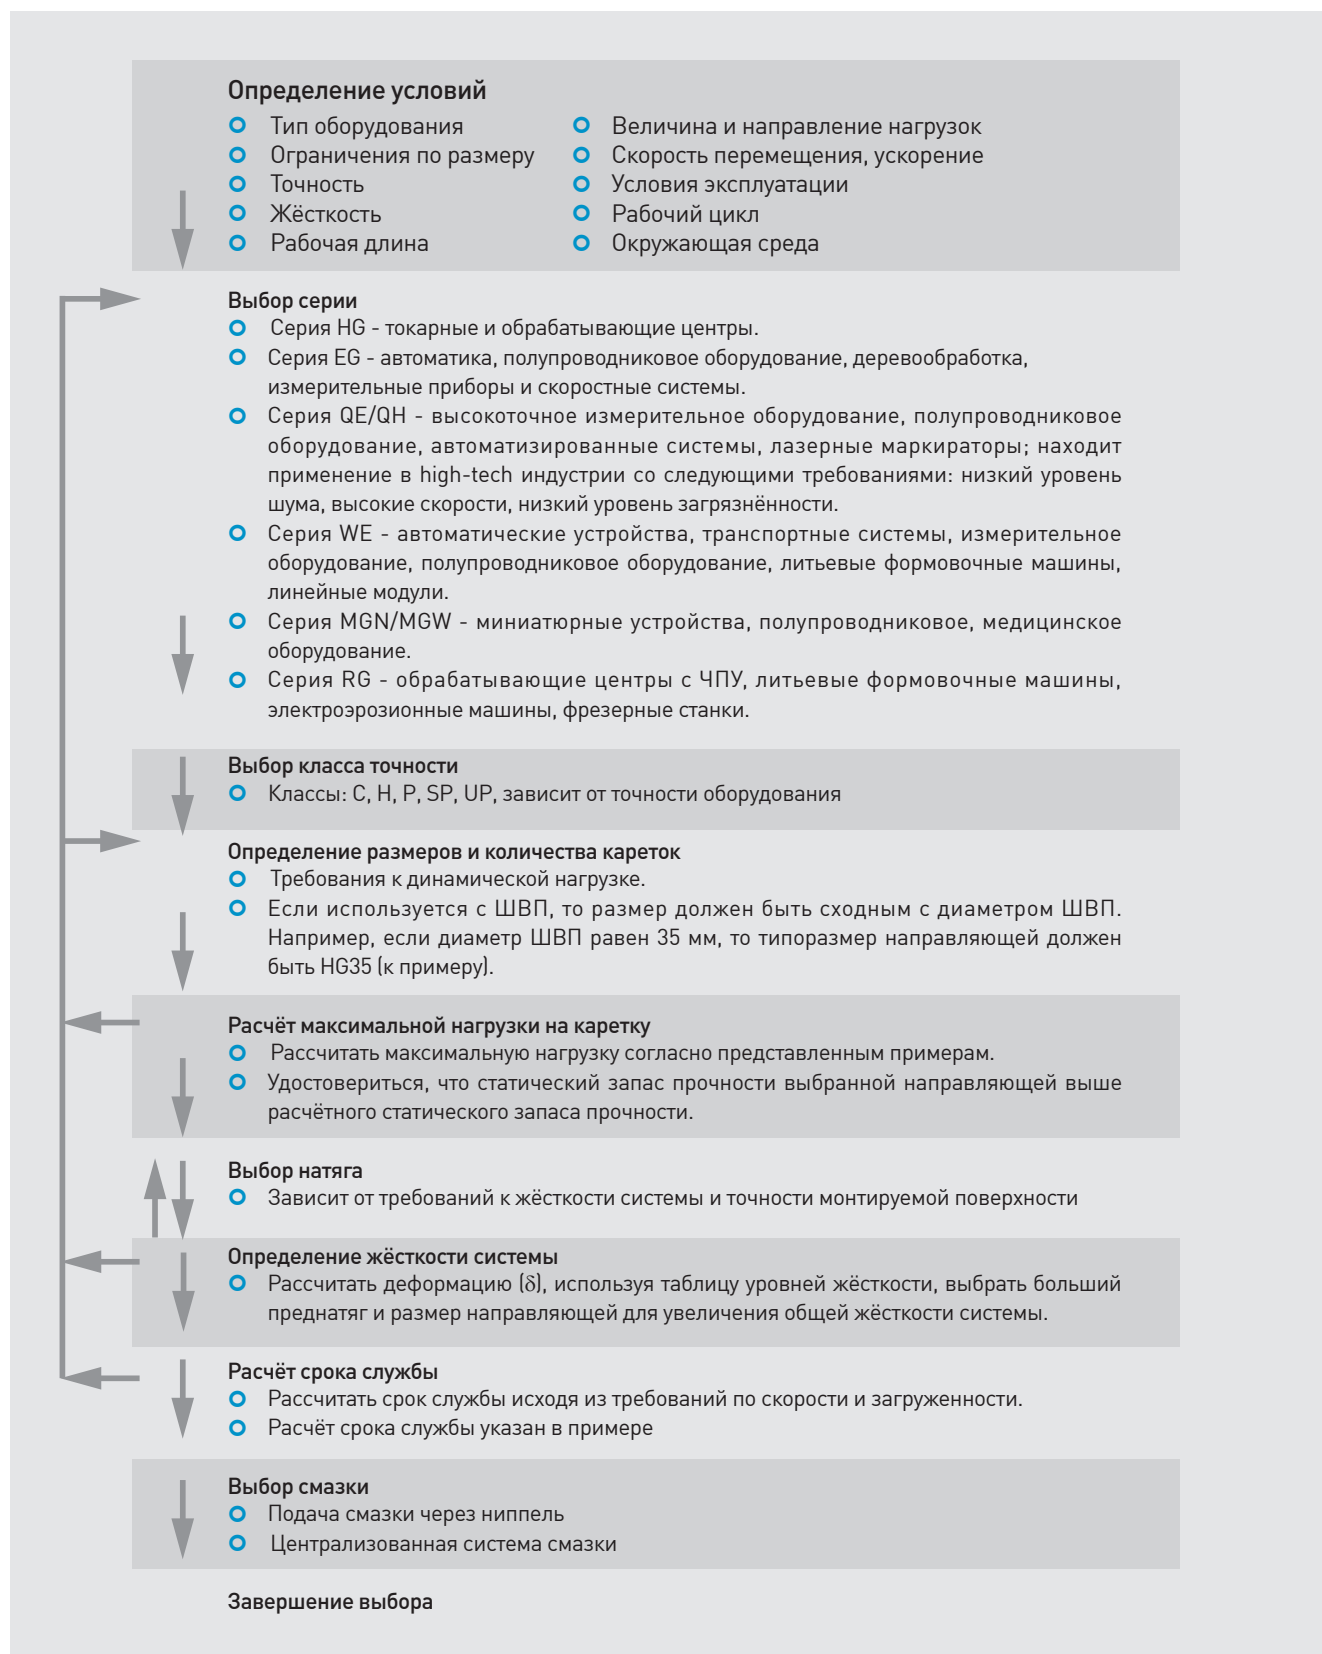 Определение условий
Тип оборудования
Ограничения по размеру
Точность
Жёсткость
Рабочая длина
Величина и направление нагрузок
Скорость перемещения, ускорение
Условия эксплуатации
Рабочий цикл
Окружающая среда
Выбор серии
Серия HG - токарные и обрабатывающие центры.
Серия EG - автоматика, полупроводниковое оборудование, деревообработка,
измерительные приборы и скоростные системы.
Серия QE/QH - высокоточное измерительное оборудование, полупроводниковое
оборудование, автоматизированные системы, лазерные маркираторы; находит
применение в high-tech индустрии со следующими требованиями: низкий уровень
шума, высокие скорости, низкий уровень загрязнённости.
Серия WE - автоматические устройства, транспортные системы, измерительное
оборудование, полупроводниковое оборудование, литьевые формовочные машины,
линейные модули.
Серия MGN/MGW - миниатюрные устройства, полупроводниковое, медицинское
оборудование.
Серия RG - обрабатывающие центры с ЧПУ, литьевые формовочные машины,
электроэрозионные машины, фрезерные станки.
Выбор класса точности
Классы: C, H, P, SP, UP, зависит от точности оборудования
Определение размеров и количества кареток
Требования к динамической нагрузке.
Если используется с ШВП, то размер должен быть сходным с диаметром ШВП.
Например, если диаметр ШВП равен 35 мм, то типоразмер направляющей должен
быть HG35 (к примеру).
Расчёт максимальной нагрузки на каретку
Рассчитать максимальную нагрузку согласно представленным примерам.
Удостовериться, что статический запас прочности выбранной направляющей выше
расчётного статического запаса прочности.
Выбор натяга
Зависит от требований к жёсткости системы и точности монтируемой поверхности
Определение жёсткости системы
Рассчитать деформацию (δ), используя таблицу уровней жёсткости, выбрать больший
преднатяг и размер направляющей для увеличения общей жёсткости системы.
Расчёт срока службы
Рассчитать срок службы исходя из требований по скорости и загруженности.
Расчёт срока службы указан в примере
Выбор смазки
Подача смазки через ниппель
Централизованная система смазки
Завершение выбора